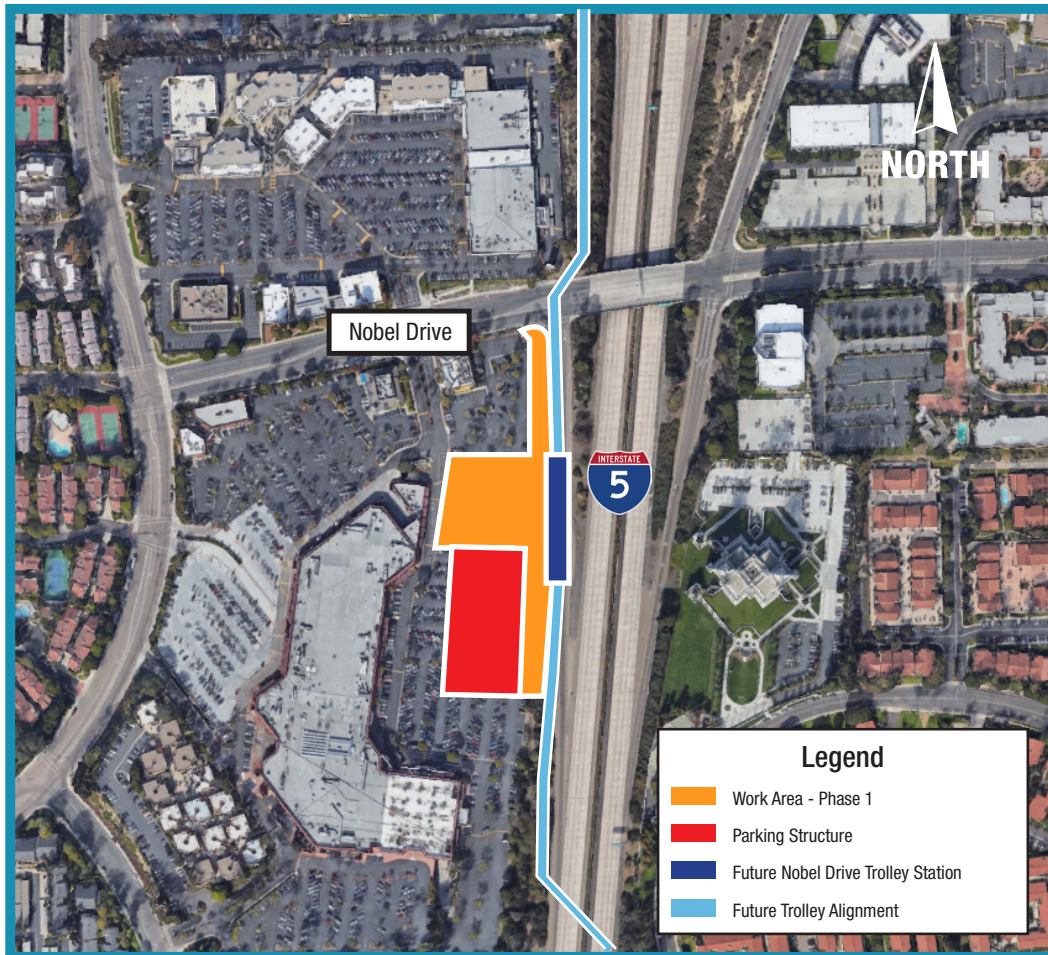 NORTH
Nobel Drive
INTERSTATE
5
Legend
Work Area - Phase 1
Parking Structure
Future Nobel Drive Trolley Station
Future Trolley Alignment